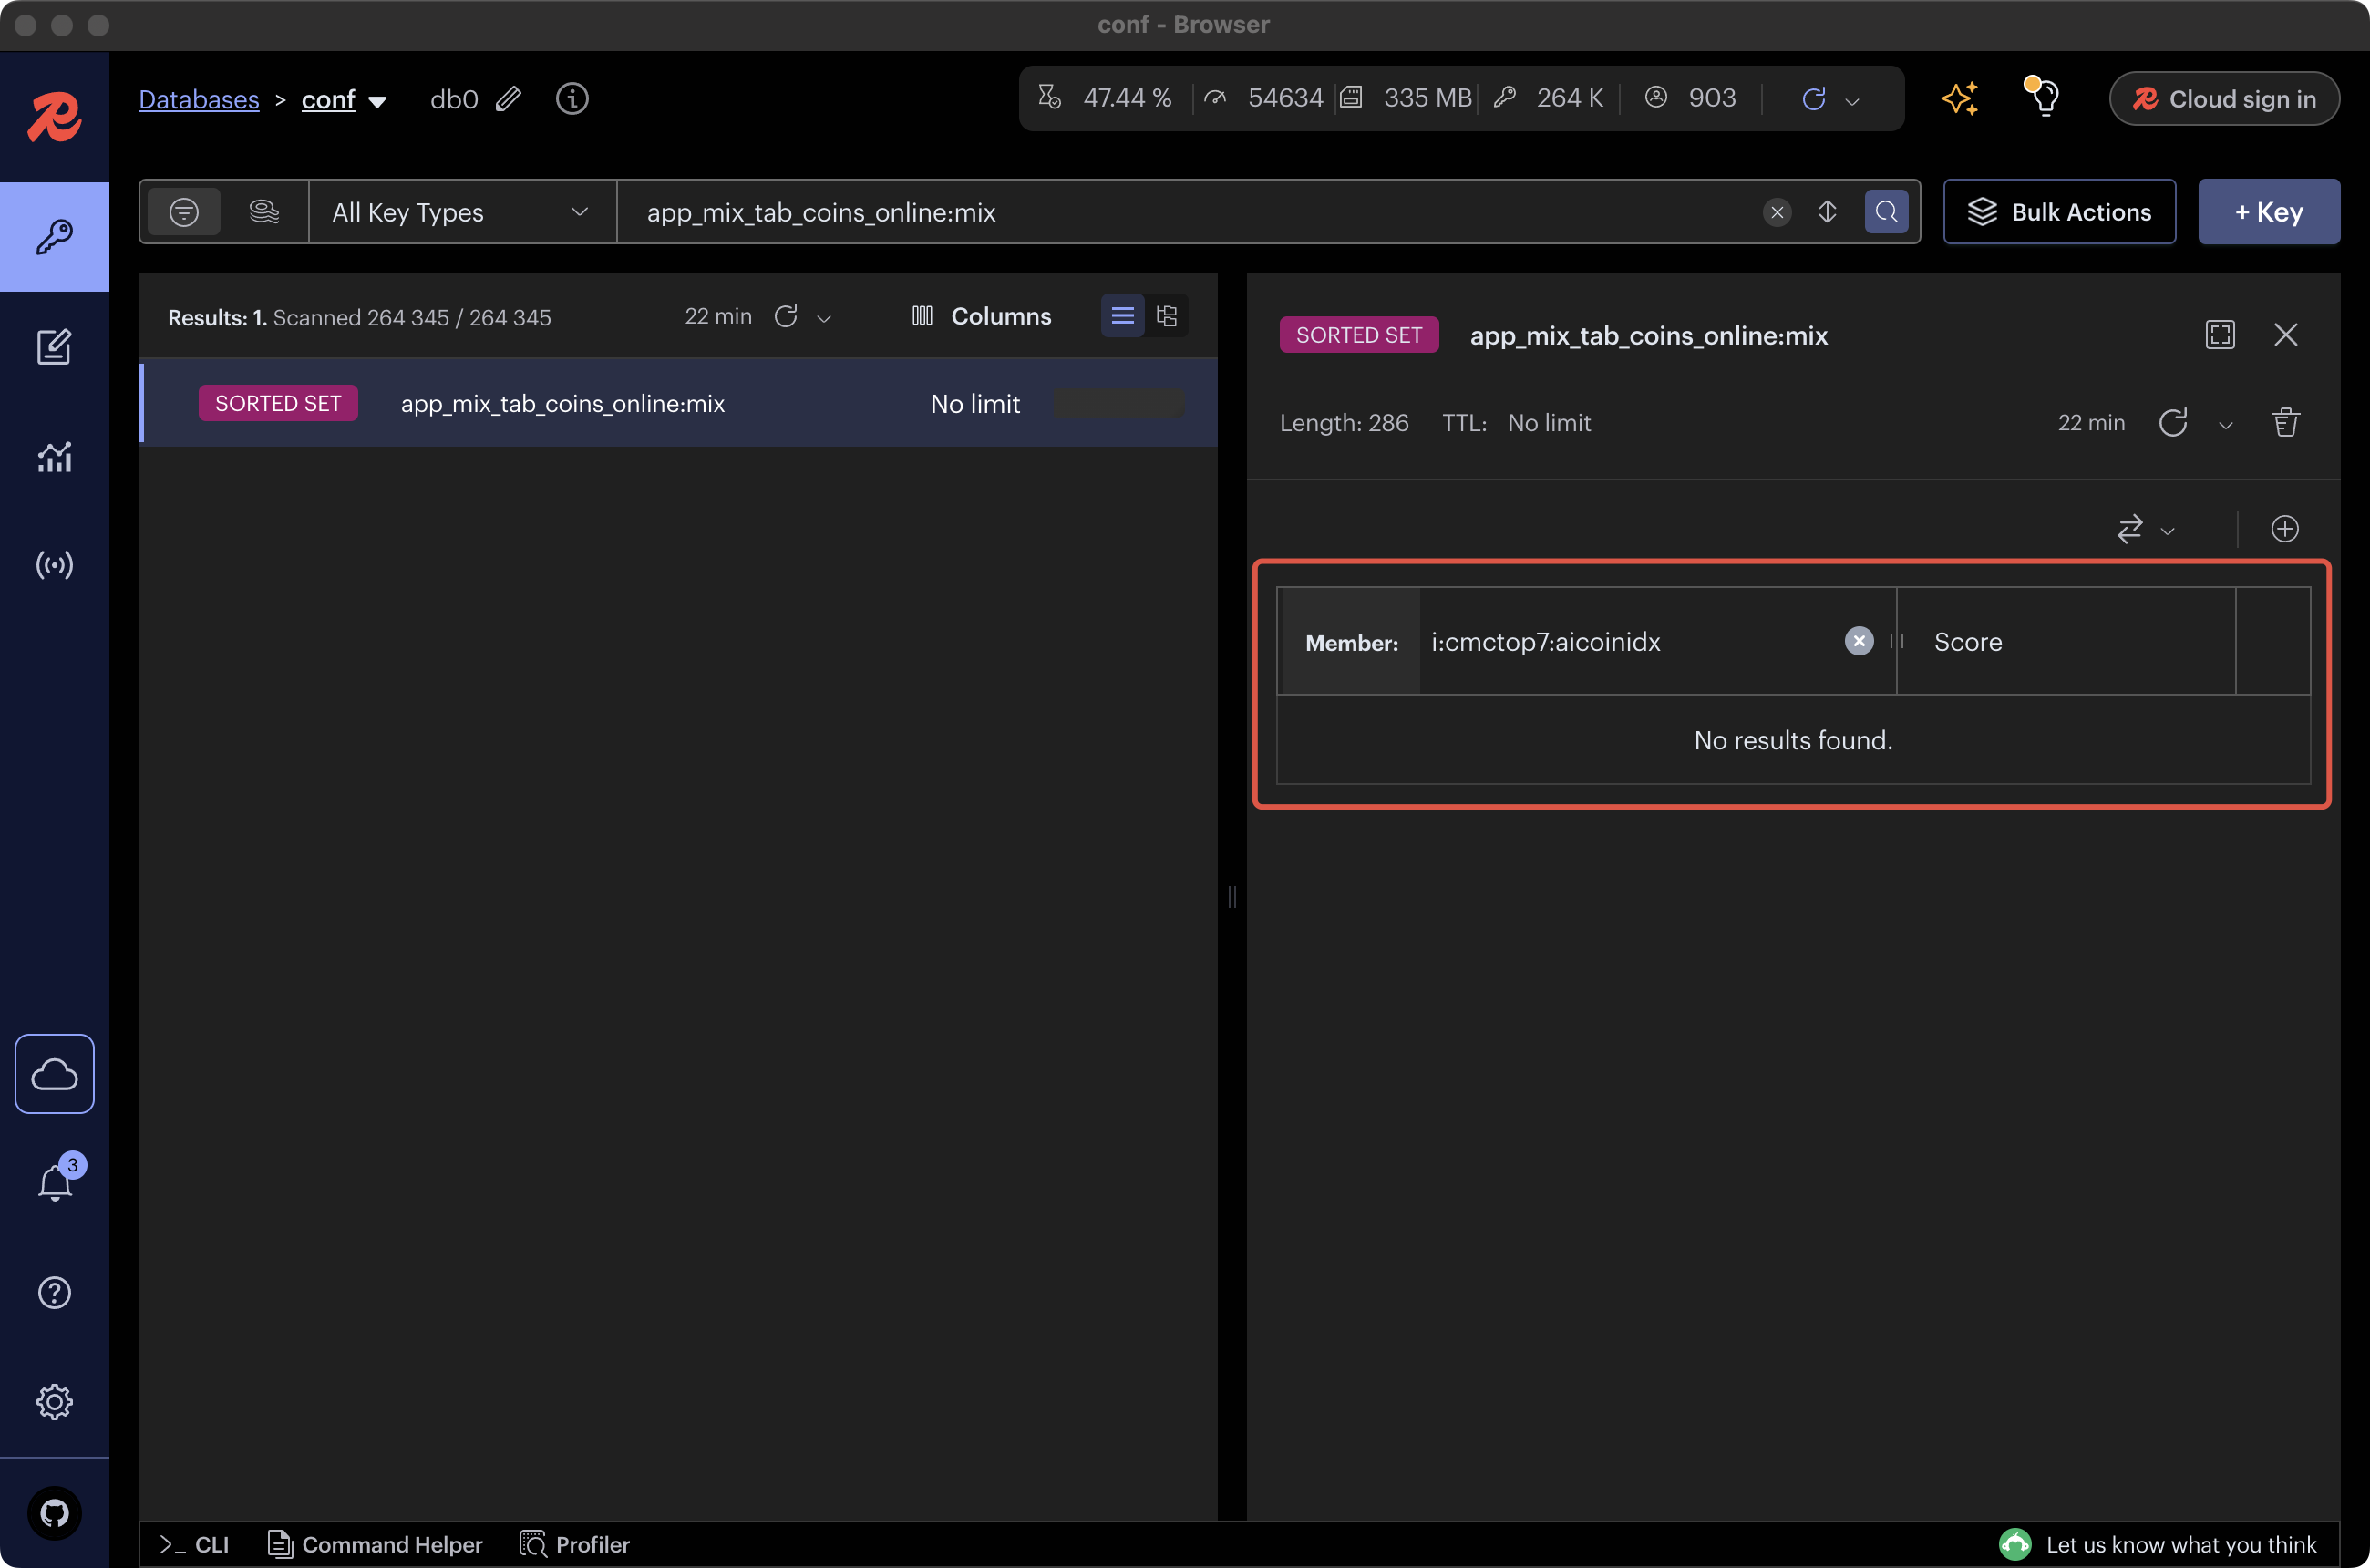 conf - Browser
Databases > conf db0
47.44 % 54634 335 MB 264 K 903
Cloud sign in
All Key Types
app_mix_tab_coins_online:mix
Bulk Actions
+ Key
Results: 1. Scanned 264 345 / 264 345
22 min
Columns
SORTED SET app_mix_tab_coins_online:mix No limit
SORTED SET app_mix_tab_coins_online:mix
Length: 286 TTL: No limit
22 min
Member: i:cmctop7:aicoinidx Score
No results found.
3
>_ CLI Command Helper Profiler
Let us know what you think